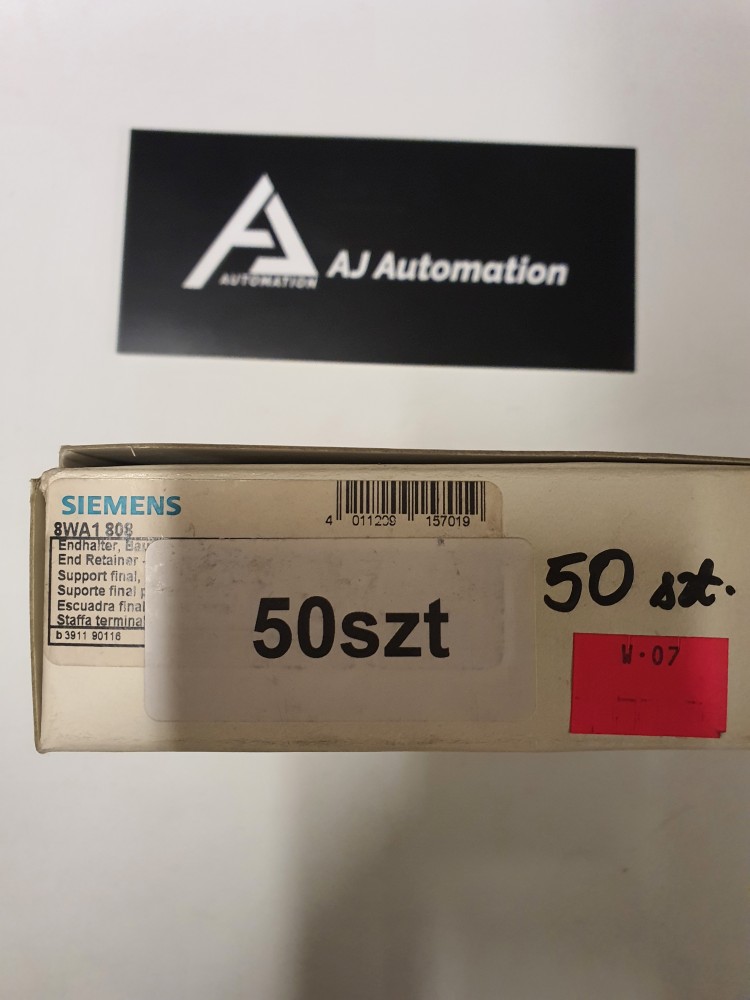 AUTOMATION
AJ Automation
SIEMENS
8WA1 808
4 011209 157019
Endhalter, Bau
End Retainer -
Support final,
Suporte final p
Escuadra final
Staffa terminal
b 3911 90116
50szt
50 szt.
W·07